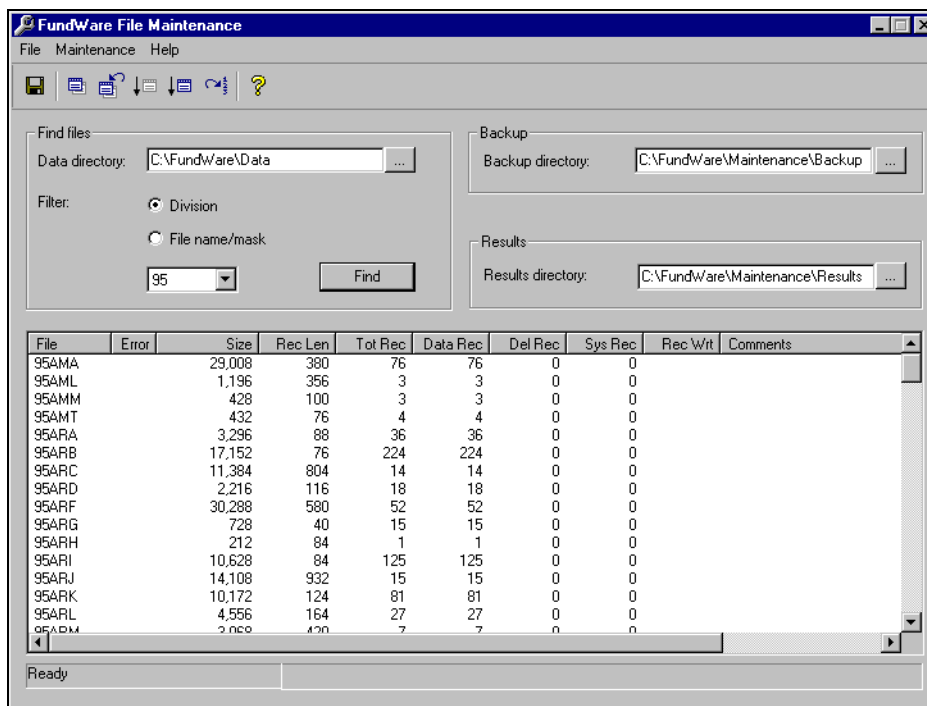 FundWare File Maintenance
File Maintenance Help
Find files
Data directory: C:\FundWare\Data ...
Filter: Division
File name/mask
95 Find
Backup
Backup directory: C:\FundWare\Maintenance\Backup ...
Results
Results directory: C:\FundWare\Maintenance\Results ...
File Error Size Rec Len Tot Rec Data Rec Del Rec Sys Rec Rec Wrt Comments
95AMA 29,008 380 76 76 0 0
95AML 1,196 356 3 3 0 0
95AMM 428 100 3 3 0 0
95AMT 432 76 4 4 0 0
95ARA 3,296 88 36 36 0 0
95ARB 17,152 76 224 224 0 0
95ARC 11,384 804 14 14 0 0
95ARD 2,216 116 18 18 0 0
95ARF 30,288 580 52 52 0 0
95ARG 728 40 15 15 0 0
95ARH 212 84 1 1 0 0
95ARI 10,628 84 125 125 0 0
95ARJ 14,108 932 15 15 0 0
95ARK 10,172 124 81 81 0 0
95ARL 4,556 164 27 27 0 0
95ARM 3,068 420 7 7 0 0
Ready